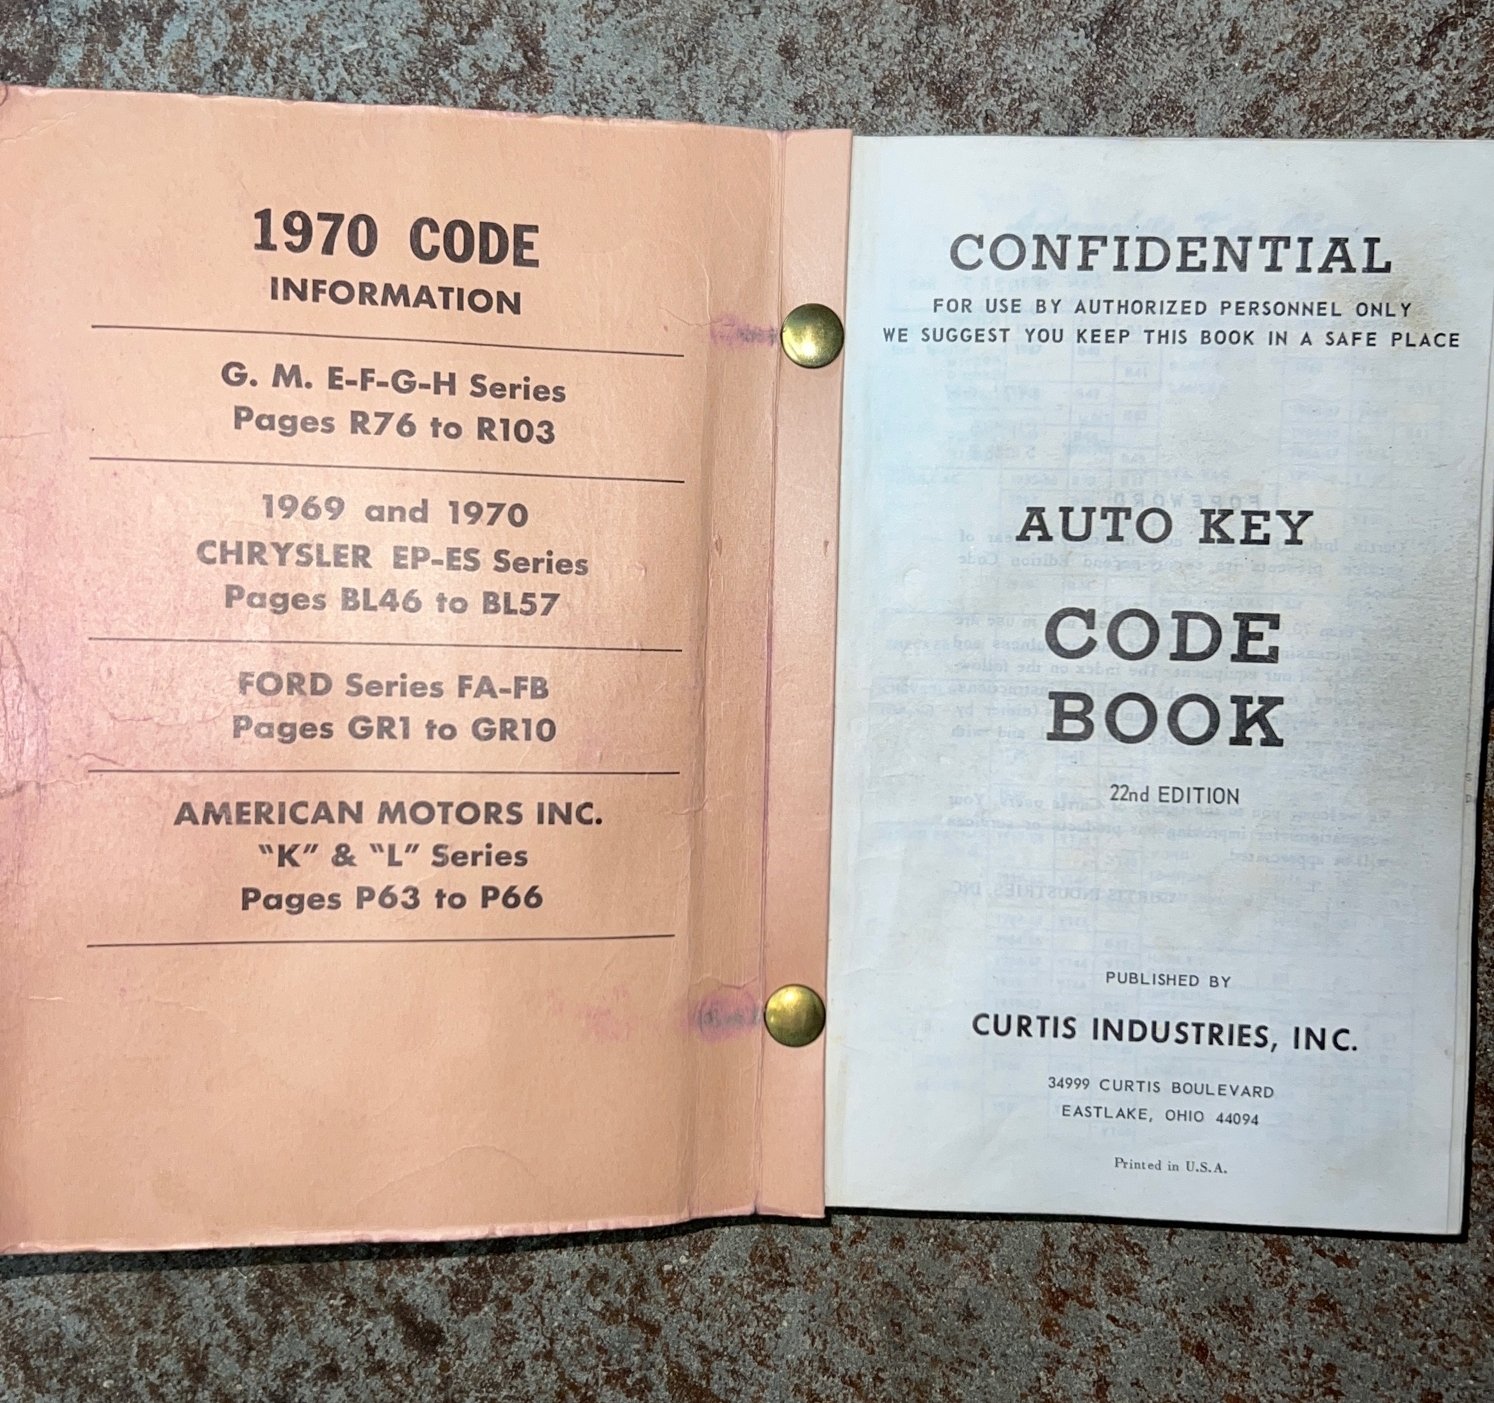 1970 CODE
INFORMATION
G. M. E-F-G-H Series
Pages R76 to R103
1969 and 1970
CHRYSLER EP-ES Series
Pages BL46 to BL57
FORD Series FA-FB
Pages GR1 to GR10
AMERICAN MOTORS INC.
"K" & "L" Series
Pages P63 to P66
CONFIDENTIAL
FOR USE BY AUTHORIZED PERSONNEL ONLY
WE SUGGEST YOU KEEP THIS BOOK IN A SAFE PLACE
AUTO KEY
CODE
BOOK
22nd EDITION
PUBLISHED BY
CURTIS INDUSTRIES, INC.
34999 CURTIS BOULEVARD
EASTLAKE, OHIO 44094
Printed in U.S.A.